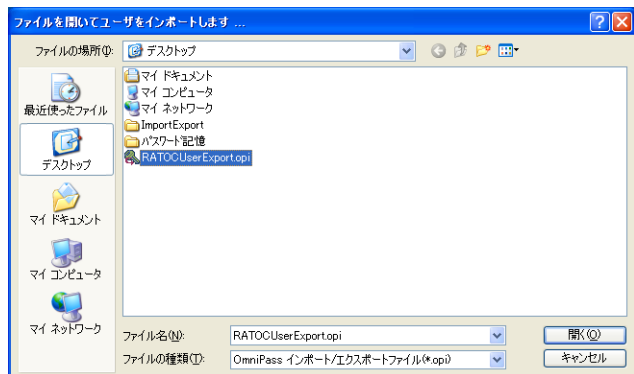 ファイルを開いてユーザをインポートします ...
ファイルの場所(I):
デスクトップ
最近使ったファイル
デスクトップ
マイ ドキュメント
マイ コンピュータ
マイ ネットワーク
マイ ドキュメント
マイ コンピュータ
マイ ネットワーク
ImportExport
パスワード記憶
RATOCUserExport.opi
ファイル名(N):
RATOCUserExport.opi
開く(O)
ファイルの種類(T):
OmniPass インポート/エクスポートファイル(*.opi)
キャンセル